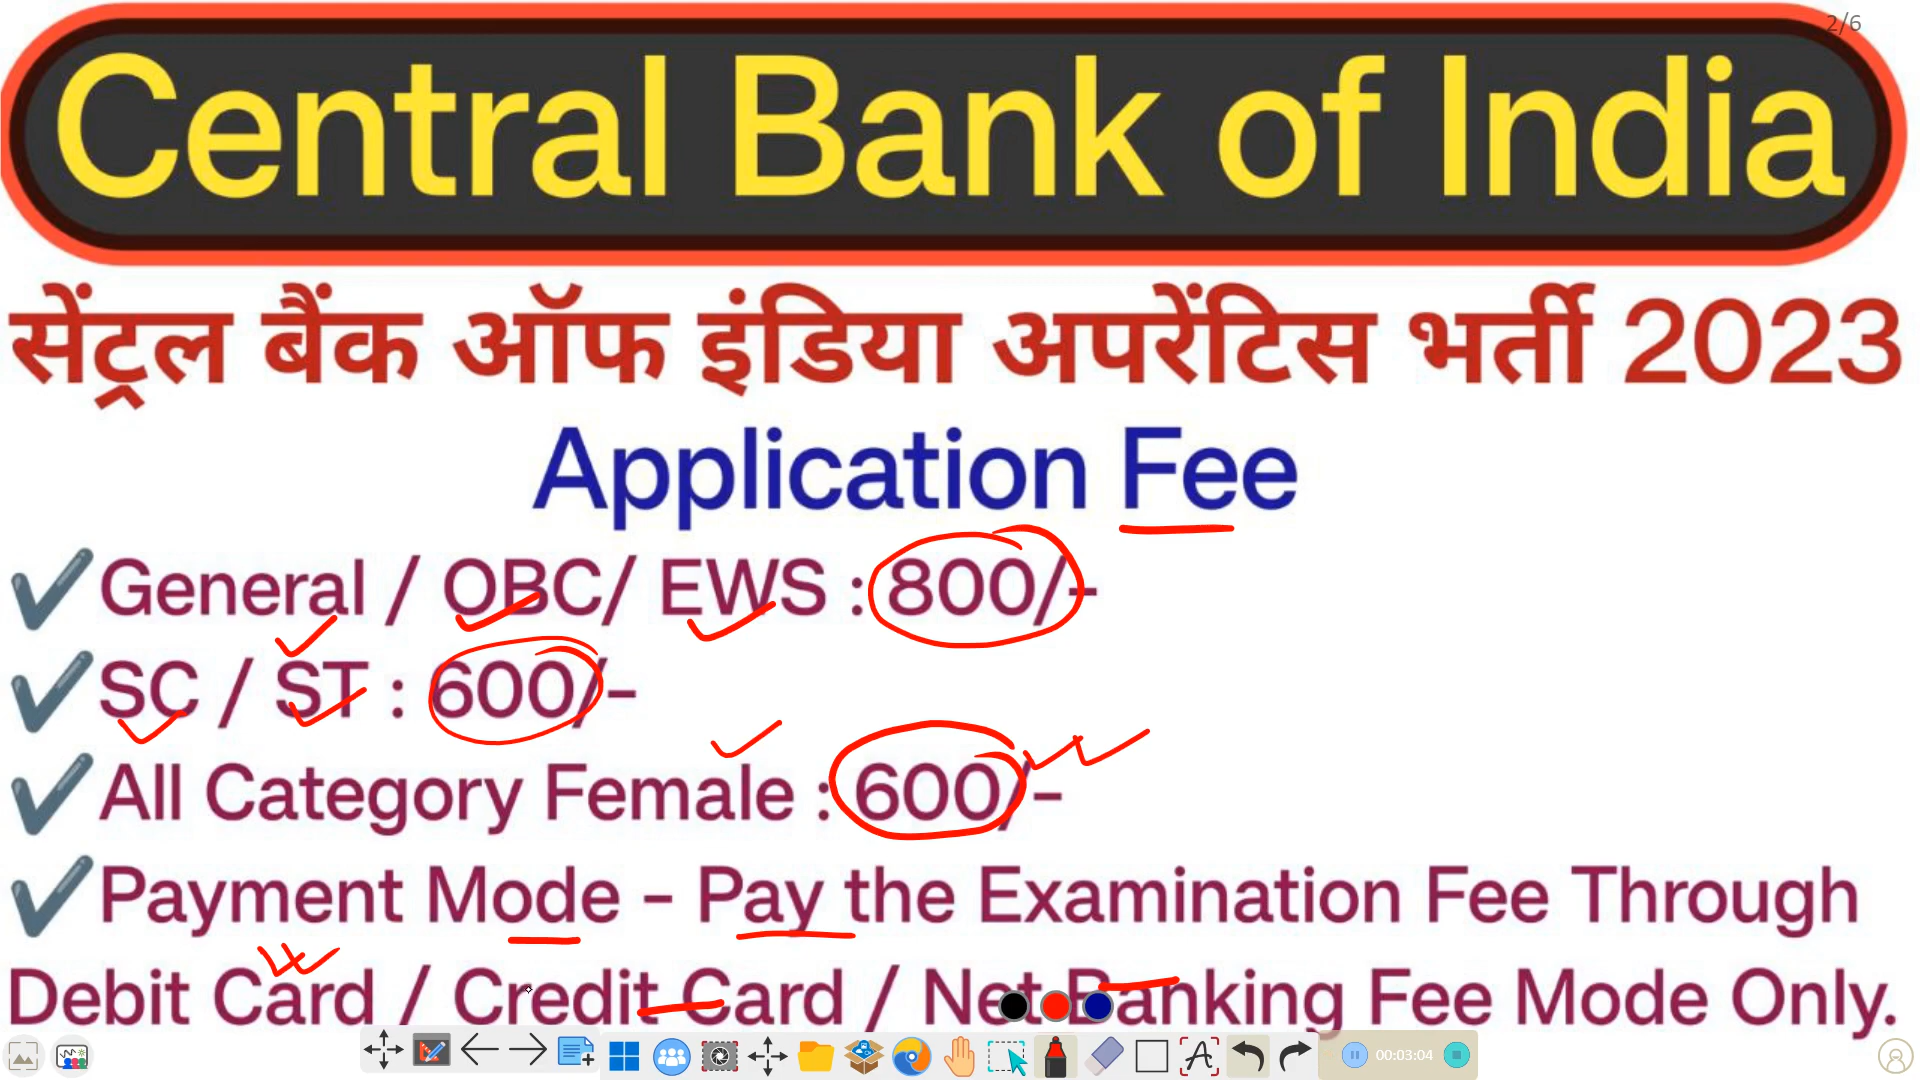 2/6
Central Bank of India
सेंट्रल बैंक ऑफ इंडिया अपरेंटिस भर्ती 2023
Application Fee
✔General / OBC/ EWS : 800/-
✔SC / ST : 600/-
✔All Category Female : 600/-
✔Payment Mode - Pay the Examination Fee Through
Debit Card / Credit Card / Net Banking Fee Mode Only.
00:03:04